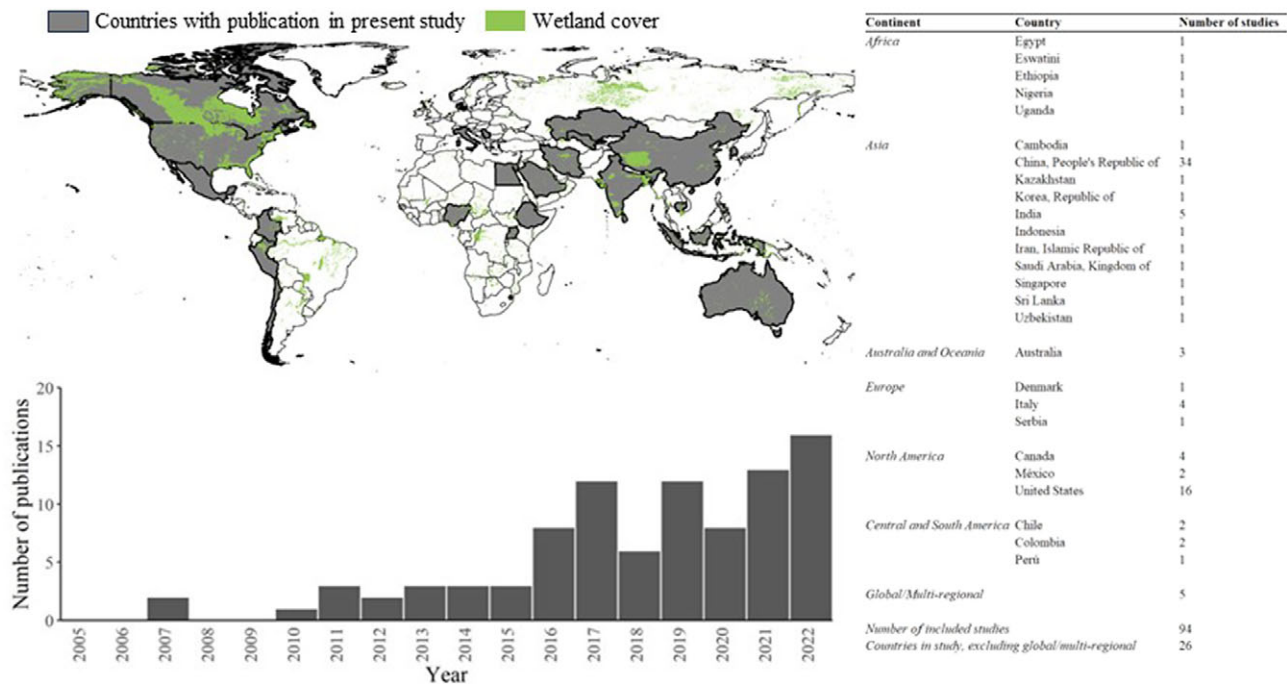 Countries with publication in present study
Wetland cover
Number of publications
20
15
10
5
0
2005
2006
2007
2008
2009
2010
2011
2012
2013
2014
2015
2016
2017
2018
2019
2020
2021
2022
Year
Continent Country Number of studies
Africa Egypt 1
Eswatini 1
Ethiopia 1
Nigeria 1
Uganda 1
Asia Cambodia 1
China, People's Republic of 34
Kazakhstan 1
Korea, Republic of 1
India 5
Indonesia 1
Iran, Islamic Republic of 1
Saudi Arabia, Kingdom of 1
Singapore 1
Sri Lanka 1
Uzbekistan 1
Australia and Oceania Australia 3
Europe Denmark 1
Italy 4
Serbia 1
North America Canada 4
México 2
United States 16
Central and South America Chile 2
Colombia 2
Perú 1
Global/Multi-regional 5
Number of included studies 94
Countries in study, excluding global/multi-regional 26